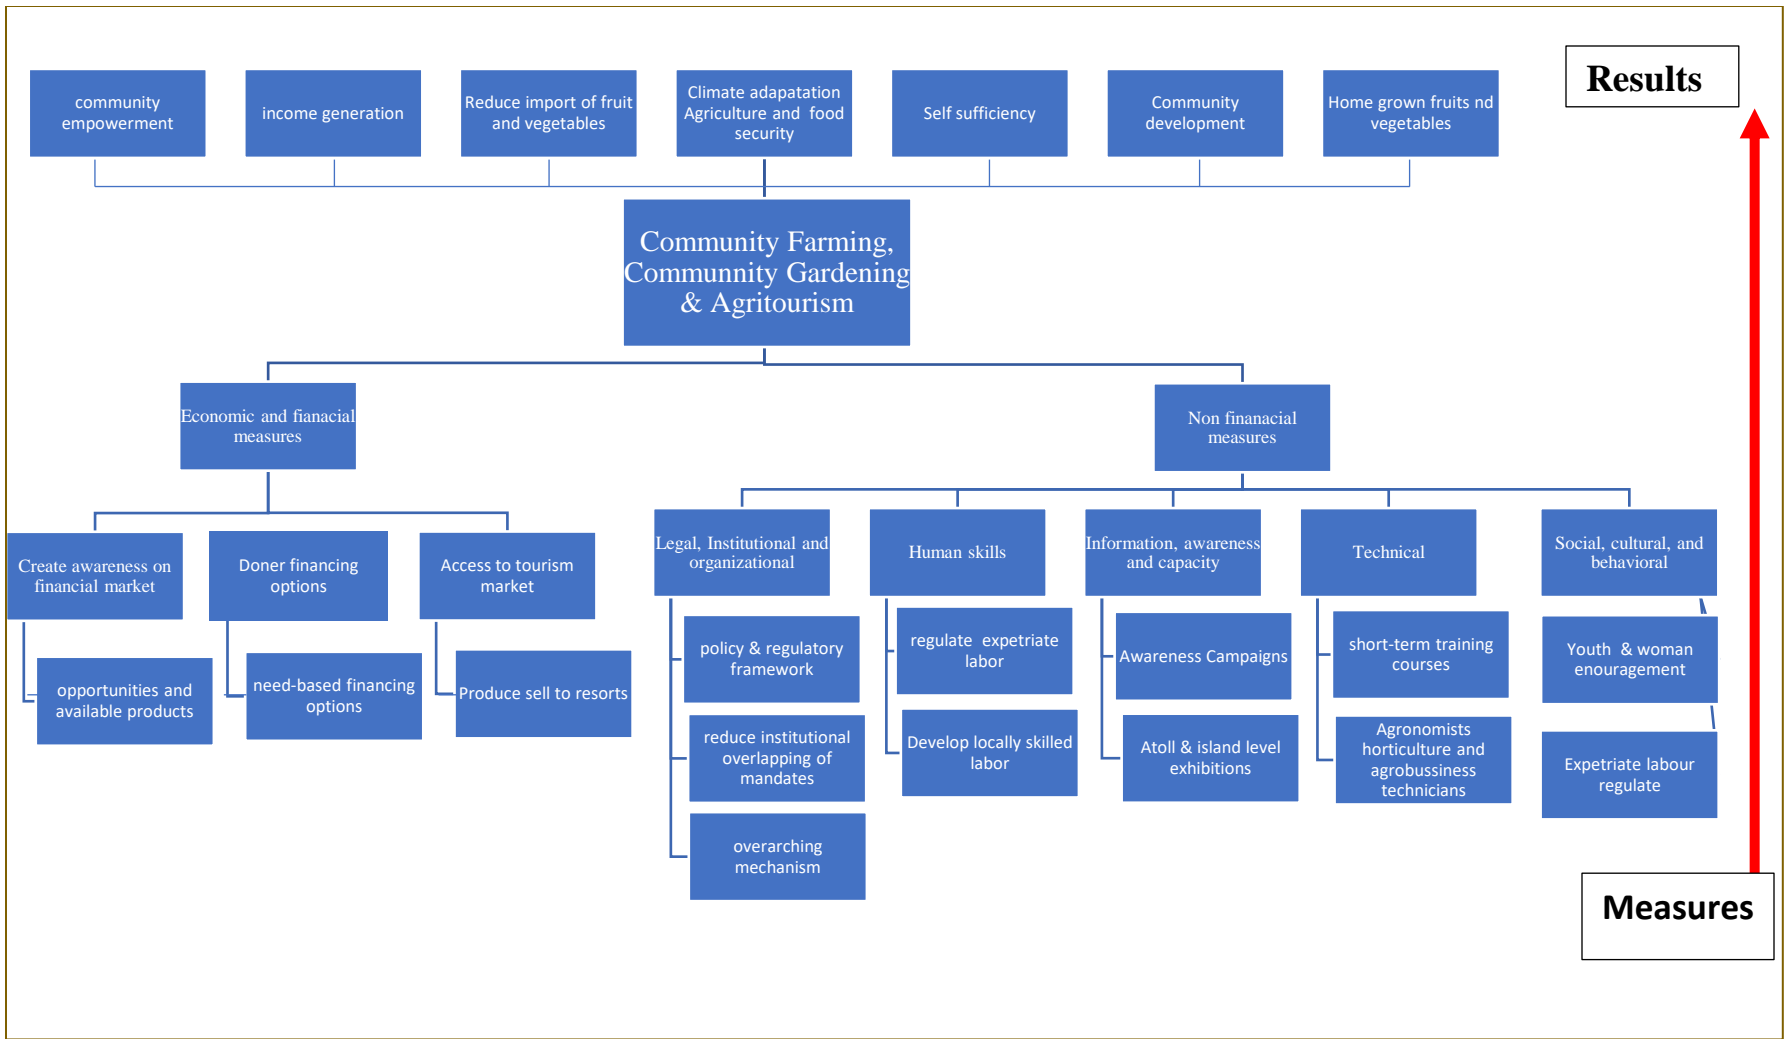 Results
community
empowerment
income generation
Reduce import of fruit
and vegetables
Climate adapatation
Agriculture and food
security
Self sufficiency
Community
development
Home grown fruits nd
vegetables
Community Farming,
Communnity Gardening
& Agritourism
Economic and fianacial
measures
Non finanacial
measures
Create awareness on
financial market
Doner financing
options
Access to tourism
market
Legal, Institutional and
organizational
Human skills
Information, awareness
and capacity
Technical
Social, cultural, and
behavioral
opportunities and
available products
need-based financing
options
Produce sell to resorts
policy & regulatory
framework
reduce institutional
overlapping of
mandates
overarching
mechanism
regulate expetriate
labor
Develop locally skilled
labor
Awareness Campaigns
Atoll & island level
exhibitions
short-term training
courses
Agronomists
horticulture and
agrobussiness
technicians
Youth & woman
enouragement
Expetriate labour
regulate
Measures